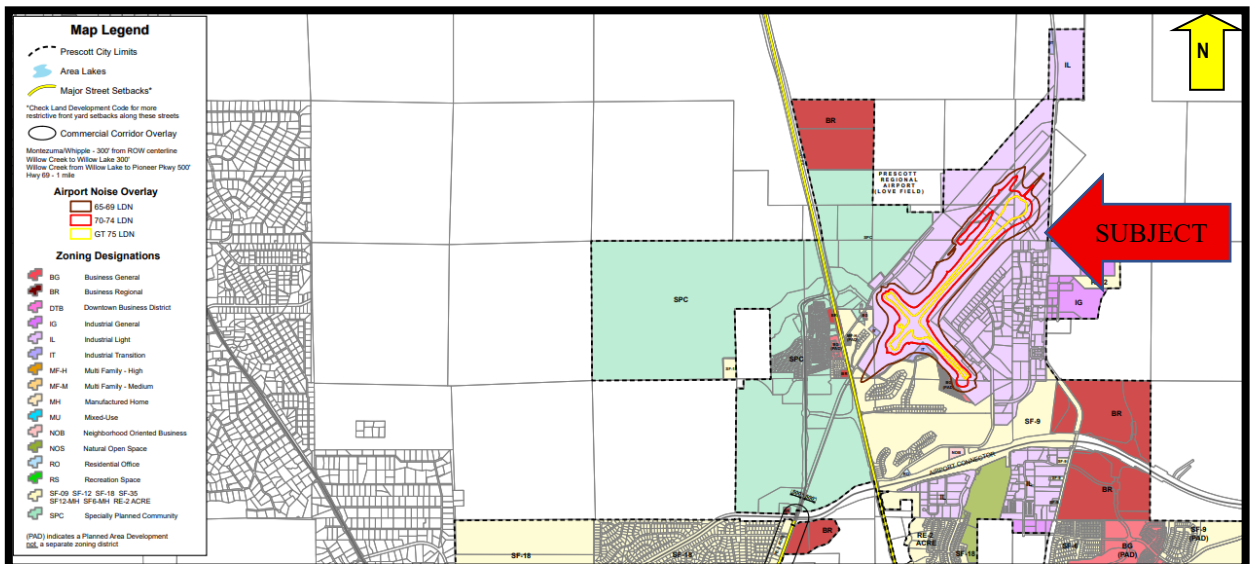 Map Legend
Prescott City Limits
Area Lakes
Major Street Setbacks*
*Check Land Development Code for more
restrictive front yard setbacks along these streets
Commercial Corridor Overlay
Montezuma/Whipple - 300' from ROW centerline
Willow Creek to Willow Lake 300'
Willow Creek from Willow Lake to Pioneer Pkwy 500'
Hwy 69 - 1 mile
Airport Noise Overlay
65-69 LDN
70-74 LDN
GT 75 LDN
Zoning Designations
BG Business General
BR Business Regional
DTB Downtown Business District
IG Industrial General
IL Industrial Light
IT Industrial Transition
MF-H Multi Family - High
MF-M Multi Family - Medium
MH Manufactured Home
MU Mixed-Use
NOB Neighborhood Oriented Business
NOS Natural Open Space
RO Residential Office
RS Recreation Space
SF-09 SF-12 SF-18 SF-35
SF12-MH SF6-MH RE-2 ACRE
SPC Specially Planned Community
(PAD) indicates a Planned Area Development
not a separate zoning district
N
IL
BR
PRESCOTT
REGIONAL
AIRPORT
(LOVE FIELD)
SUBJECT
SPC
SPC
IG
SPC
BR
SF-9
NOB
AIRPORT CONNECTOR
IL
IL
BR
BR
RE-2
ACRE
SF-18
SF-18
SF-18
BG
(PAD)
SF-9
(PAD)